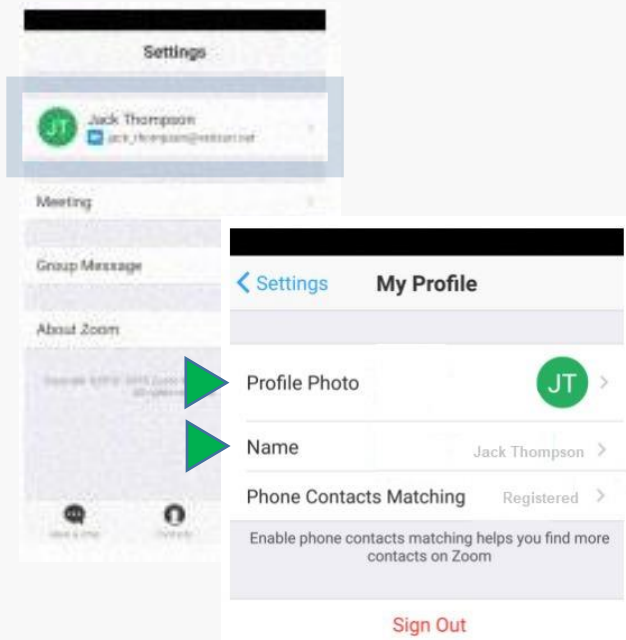 Settings
JT
Jack Thompson
Meeting
Group Message
About Zoom
Settings My Profile
Profile Photo JT
Name Jack Thompson
Phone Contacts Matching Registered
Enable phone contacts matching helps you find more
contacts on Zoom
Sign Out